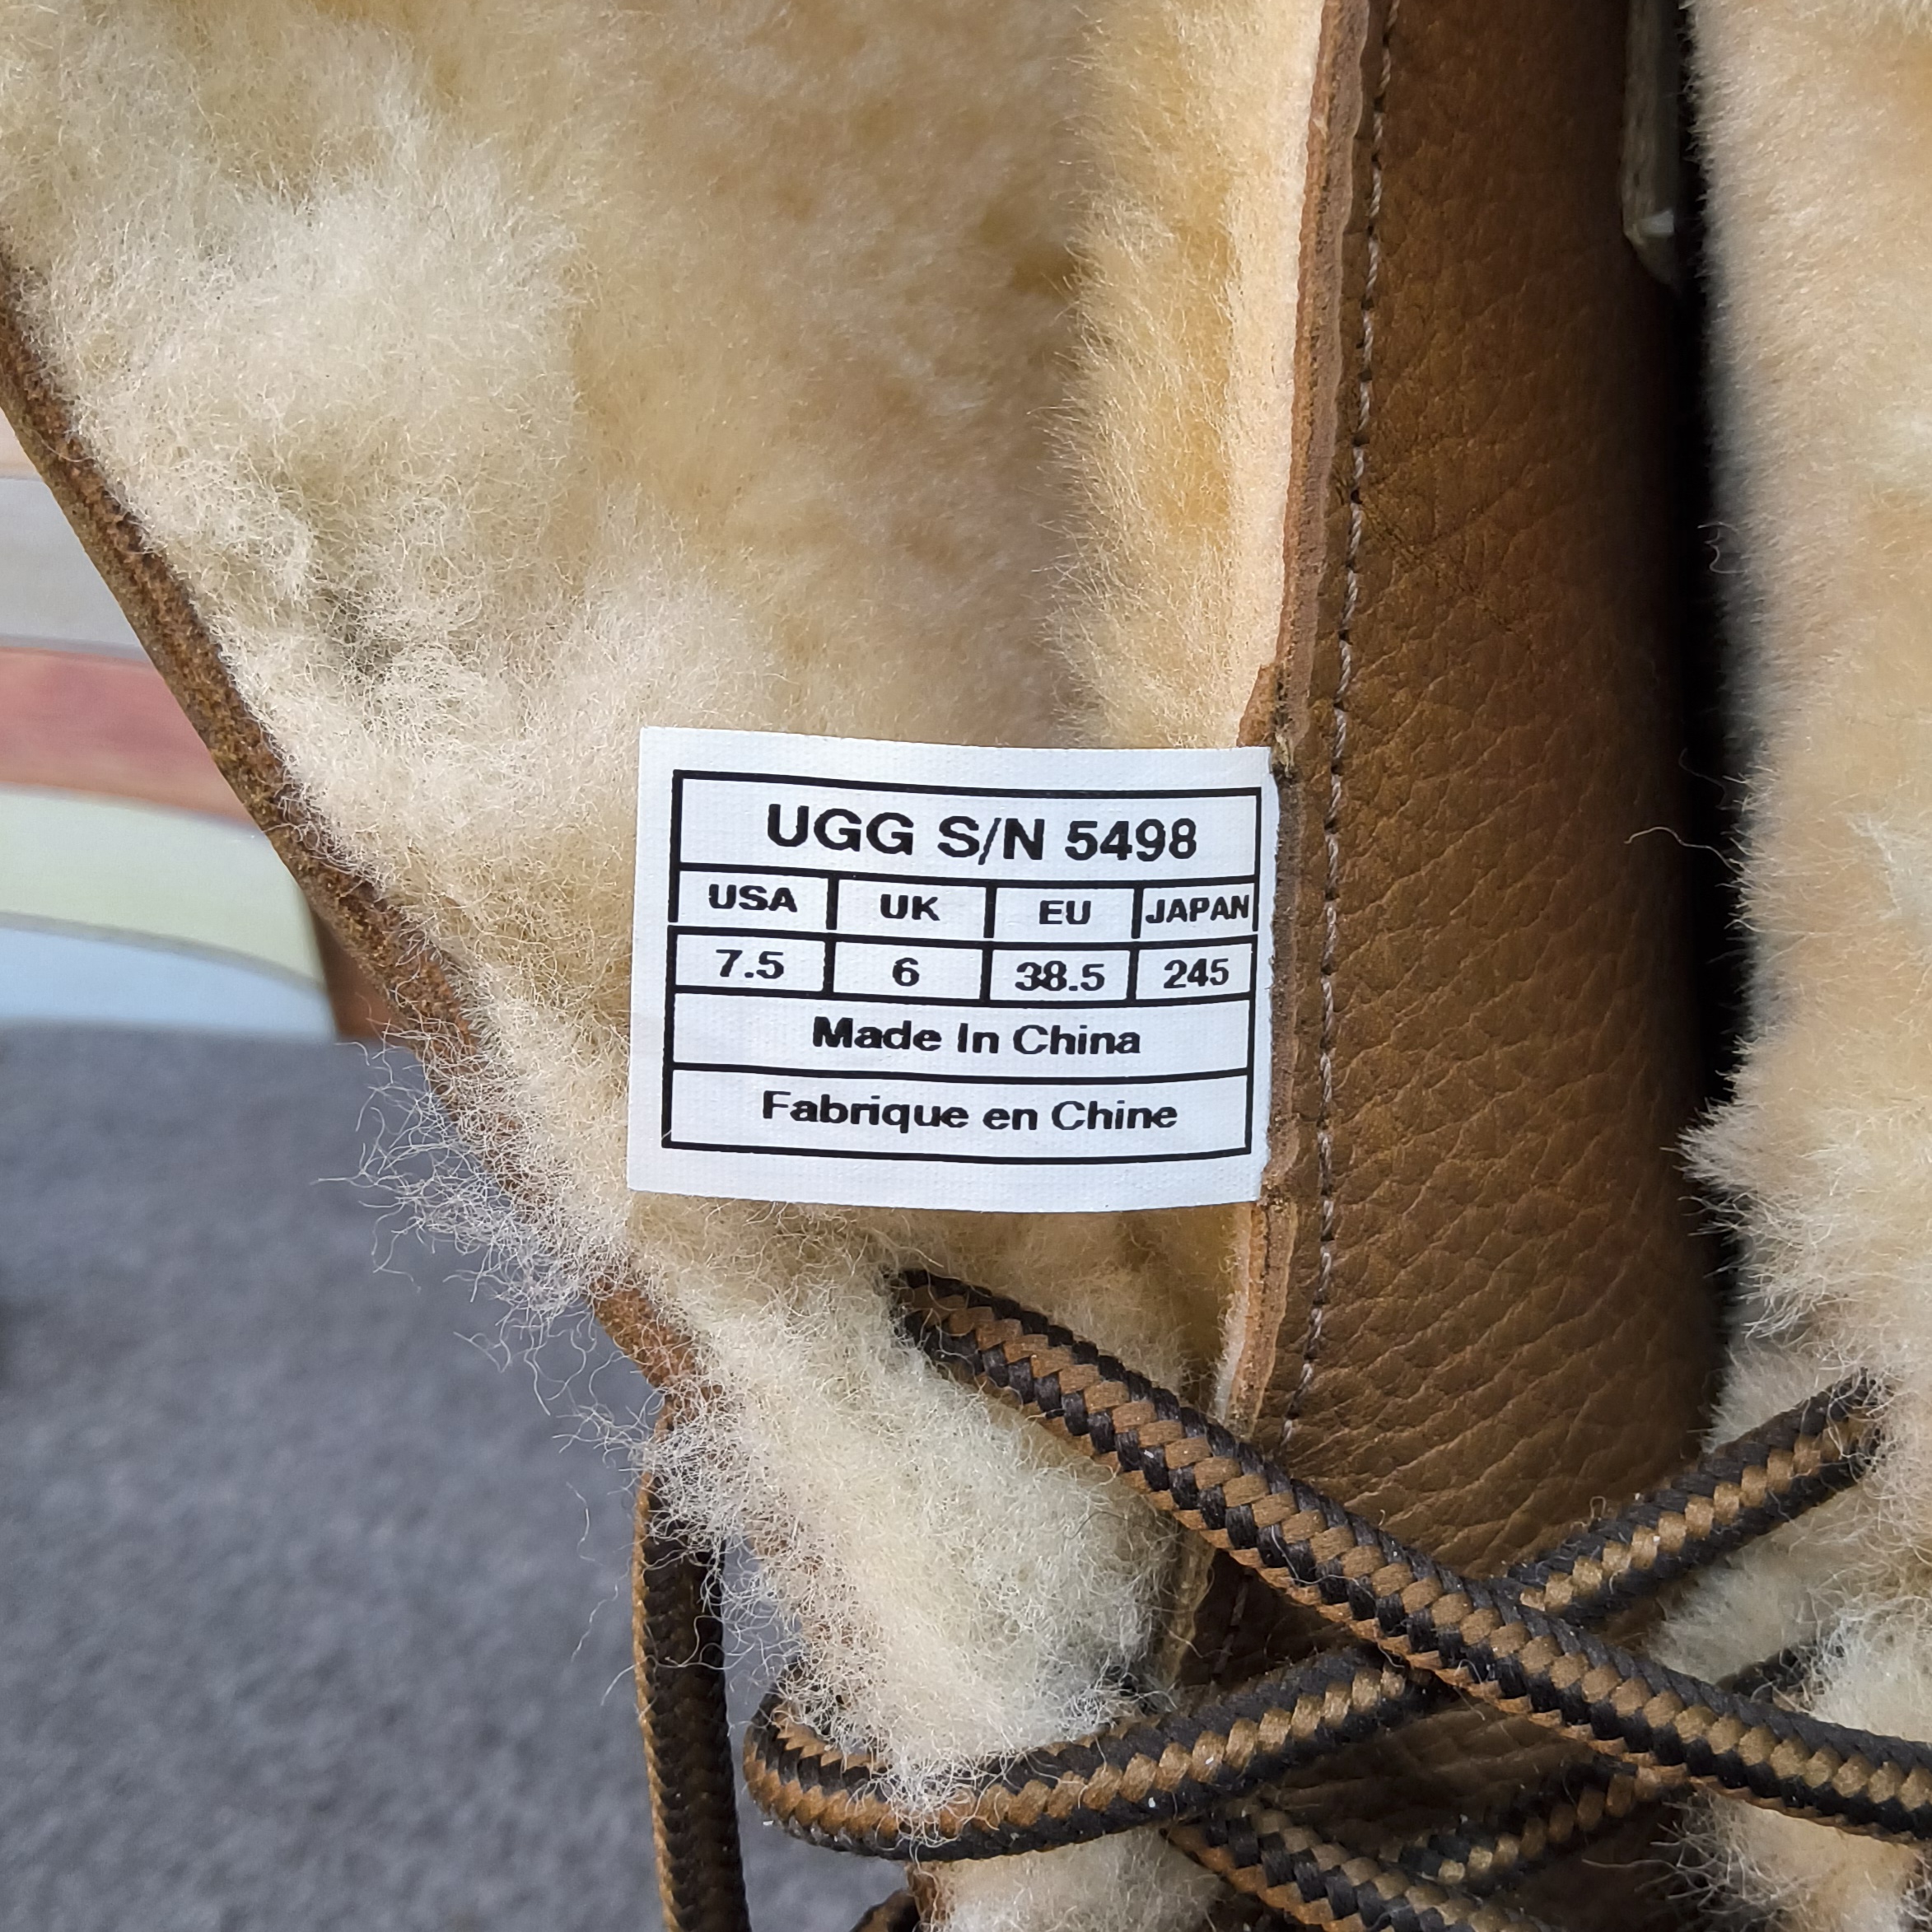 UGG S/N 5498
USA UK EU JAPAN
7.5 6 38.5 245
Made In China
Fabrique en Chine